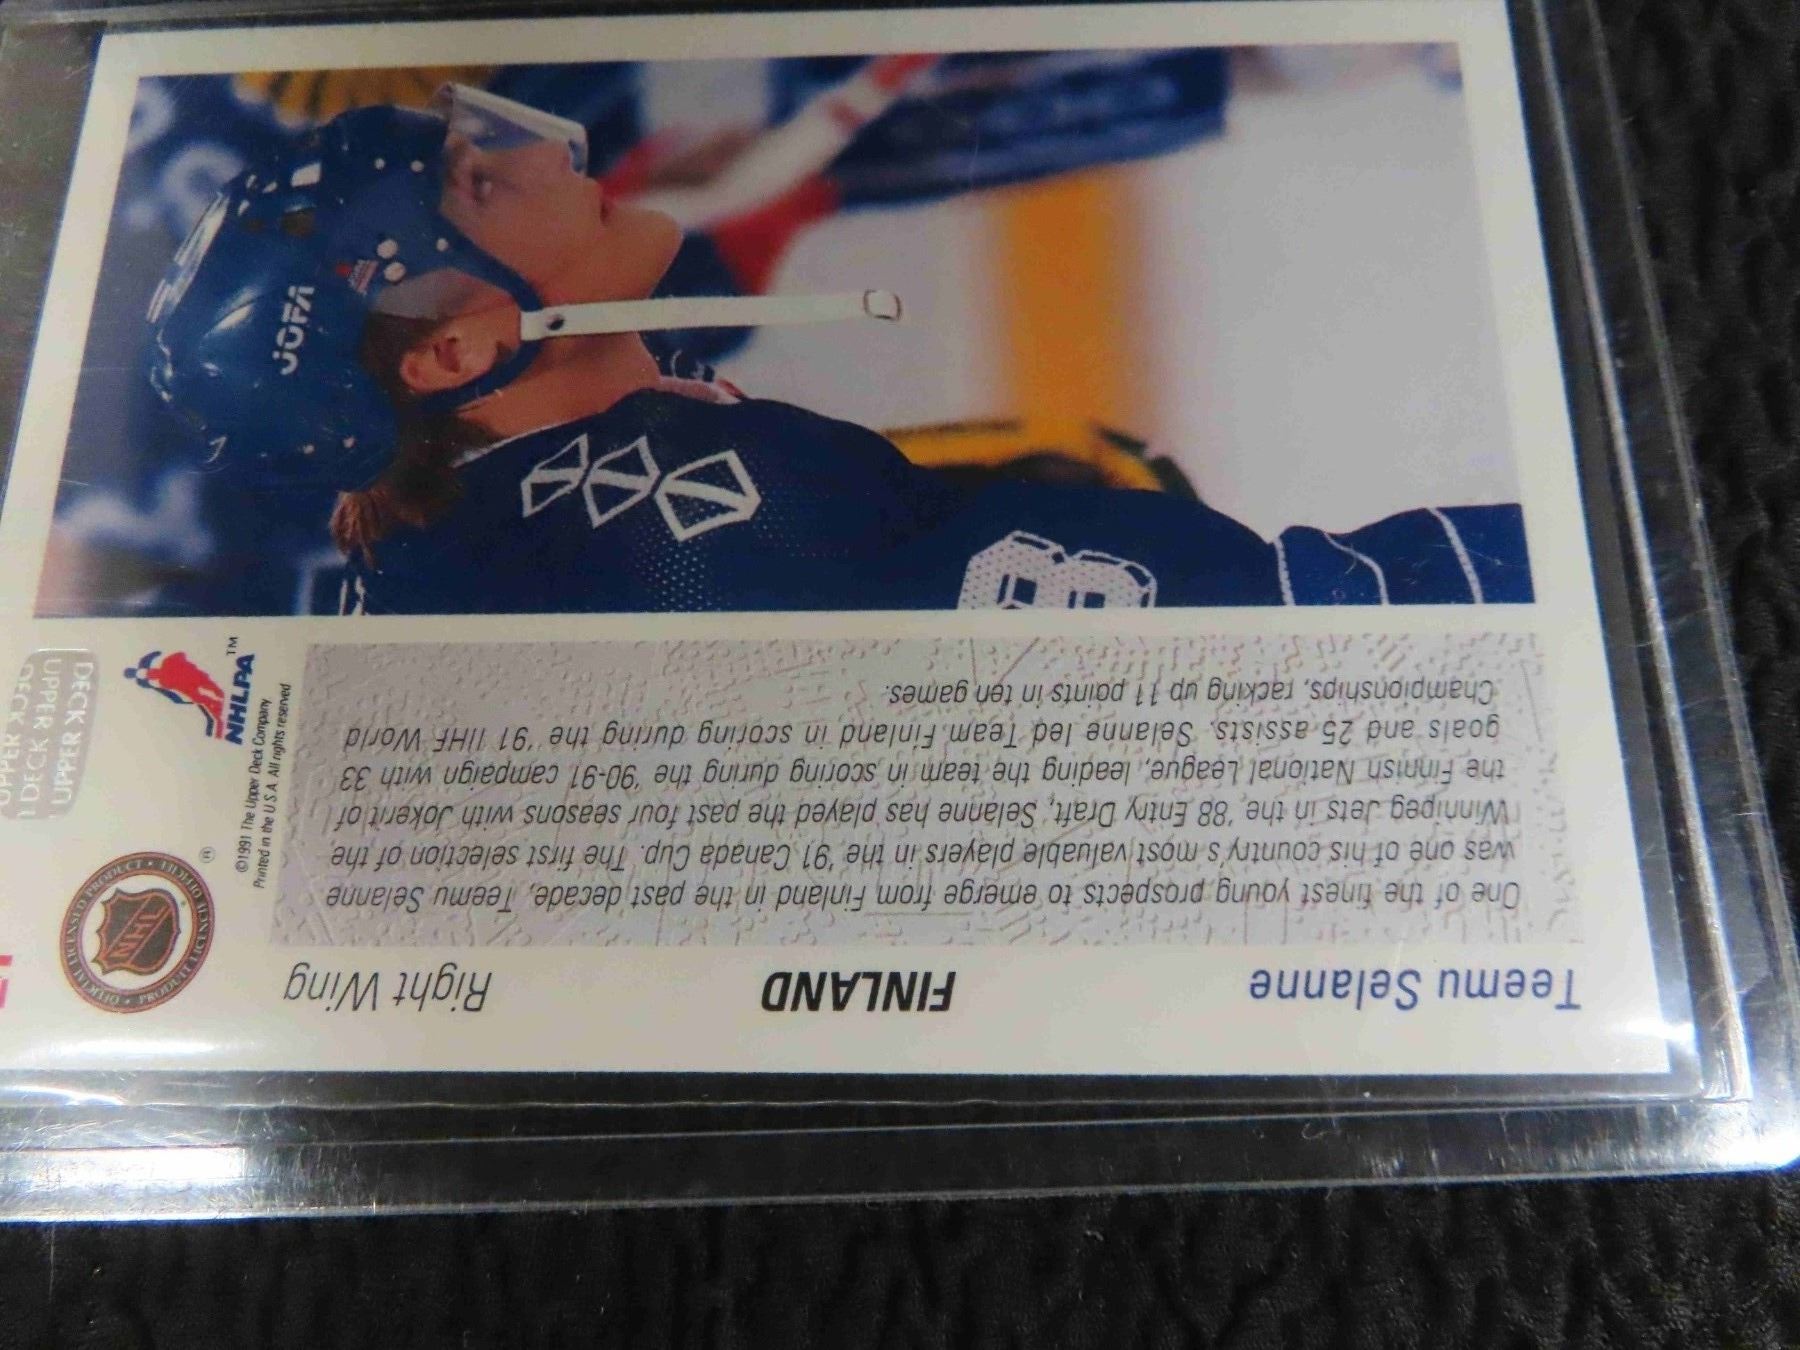 Teemu Selanne FINLAND Right Wing
One of the finest young prospects to emerge from Finland in the past decade, Teemu Selanne
was one of his country's most valuable players in the '91 Canada Cup. The first selection of the
Winnipeg Jets in the '88 Entry Draft, Selanne has played the past four seasons with Jokerit of
the Finnish National League, leading the team in scoring during the '90-91 campaign with 33
goals and 25 assists. Selanne led Team Finland in scoring during the '91 IIHF World
Championships, racking up 11 points in ten games.
©1991 The Upper Deck Company
Printed in the U.S.A. All rights reserved
NHLPA™
NHL
®
UPPER DECK
UPPER DECK
JOFA